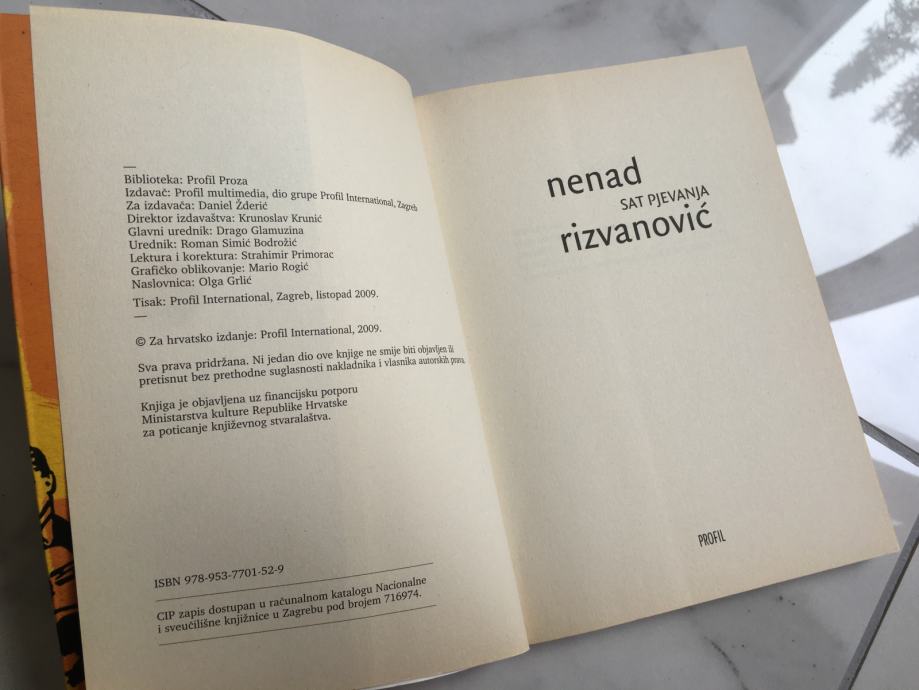 Biblioteka: Profil Proza
Izdavač: Profil multimedia, dio grupe Profil International, Zagreb
Za izdavača: Daniel Žderić
Direktor izdavaštva: Krunoslav Krunić
Glavni urednik: Drago Glamuzina
Urednik: Roman Simić Bodrožić
Lektura i korektura: Strahimir Primorac
Grafičko oblikovanje: Mario Rogić
Naslovnica: Olga Grlić
Tisak: Profil International, Zagreb, listopad 2009.
© Za hrvatsko izdanje: Profil International, 2009.
Sva prava pridržana. Ni jedan dio ove knjige ne smije biti objavljen ili
pretisnut bez prethodne suglasnosti nakladnika i vlasnika autorskih prava.
Knjiga je objavljena uz financijsku potporu
Ministarstva kulture Republike Hrvatske
za poticanje književnog stvaralaštva.
ISBN 978-953-7701-52-9
CIP zapis dostupan u računalnom katalogu Nacionalne
i sveučilišne knjižnice u Zagrebu pod brojem 716974.
nenad
SAT PJEVANJA
rizvanović
PROFIL